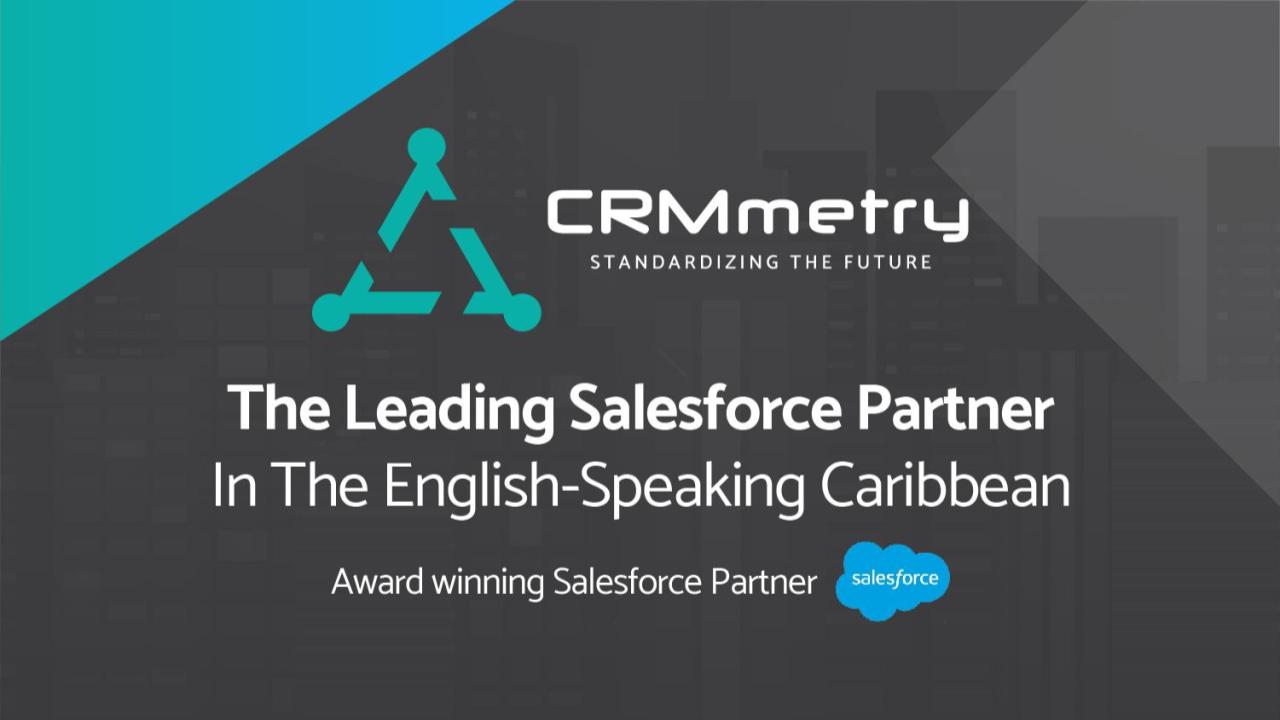 CRMmetry
STANDARDIZING THE FUTURE
The Leading Salesforce Partner
In The English-Speaking Caribbean
Award winning Salesforce Partner
salesforce